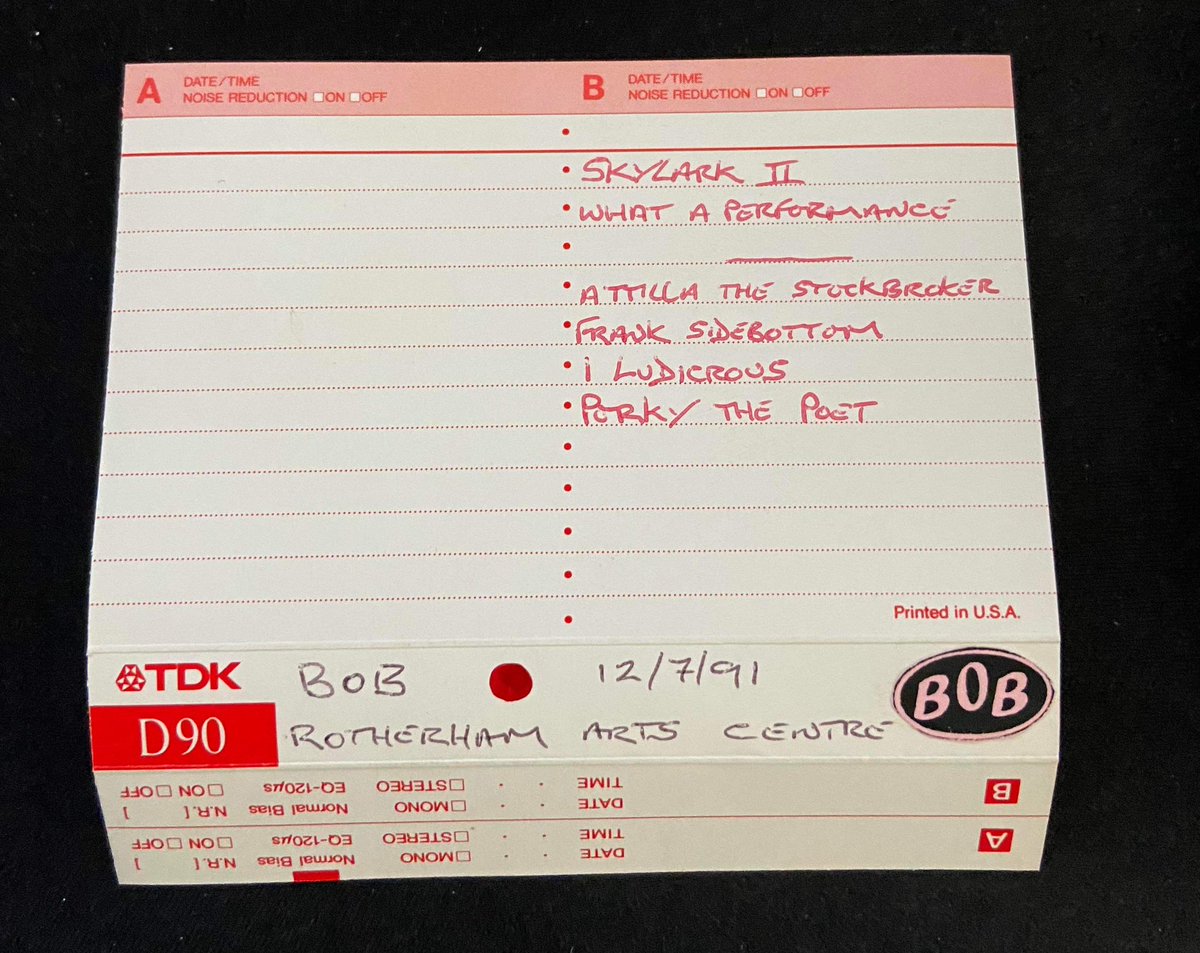 A DATE/TIME B DATE/TIME
NOISE REDUCTION ☐ON ☐OFF NOISE REDUCTION ☐ON ☐OFF
• SKYLARK II
• WHAT A PERFORMANCE
• ATTILLA THE STOCKBROKER
• FRANK SIDEBOTTOM
• i LUDICROUS
• PORKY THE POET
Printed in U.S.A.
TDK BOB 12/7/91 BOB
D90 ROTHERHAM ARTS CENTRE
A DATE ☐MONO Normal Bias N.R. [ ]
TIME ☐STEREO EQ-120µs ☐ON ☐OFF
B DATE ☐MONO Normal Bias N.R. [ ]
TIME ☐STEREO EQ-120µs ☐ON ☐OFF